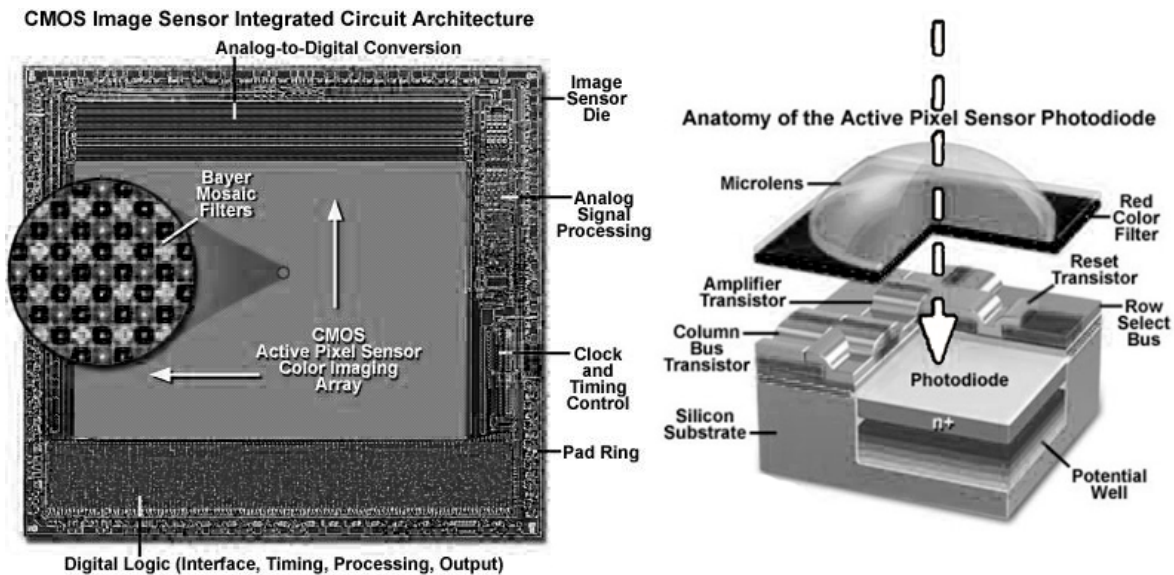 CMOS Image Sensor Integrated Circuit Architecture
Analog-to-Digital Conversion
Image
Sensor
Die
Bayer
Mosaic
Filters
Analog
Signal
Processing
CMOS
Active Pixel Sensor
Color Imaging
Array
Clock
and
Timing
Control
Pad Ring
Digital Logic (Interface, Timing, Processing, Output)
Anatomy of the Active Pixel Sensor Photodiode
Microlens
Red
Color
Filter
Amplifier
Transistor
Reset
Transistor
Column
Bus
Transistor
Row
Select
Bus
Photodiode
Silicon
Substrate
n+
Potential
Well